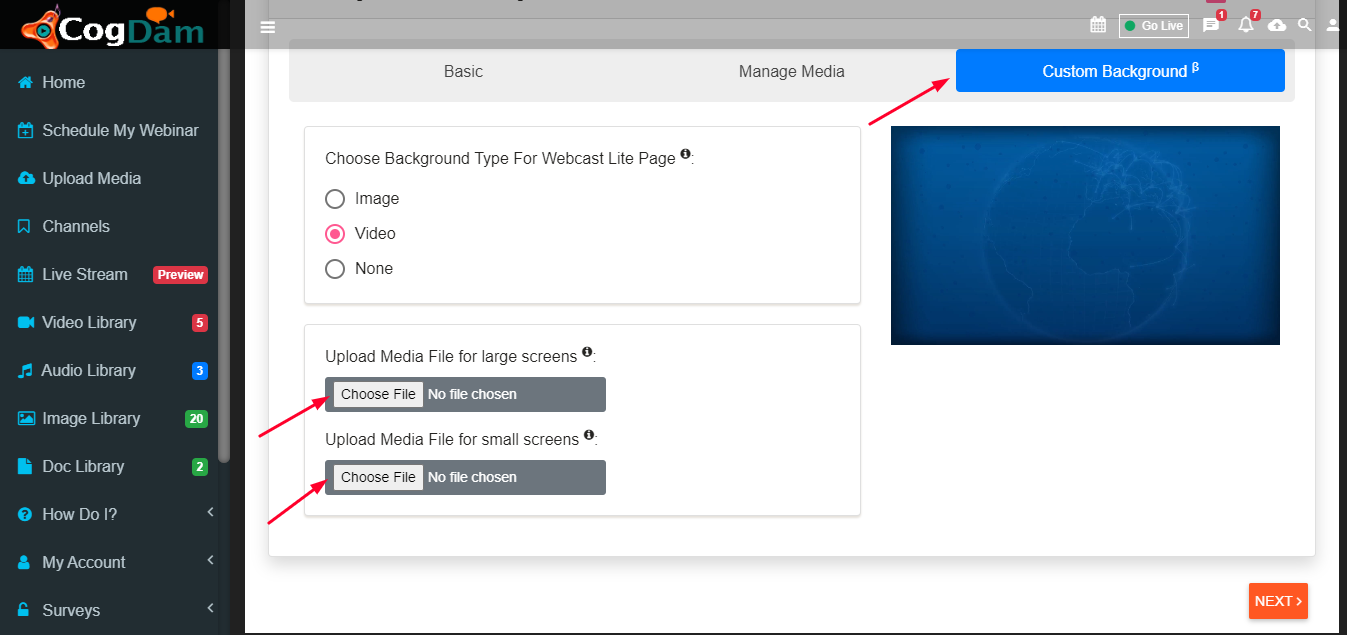 CogDam
Home
Schedule My Webinar
Upload Media
Channels
Live Stream Preview
Video Library 5
Audio Library 3
Image Library 20
Doc Library 2
How Do I?
My Account
Surveys
Go Live 1 7
Basic Manage Media Custom Background β
Choose Background Type For Webcast Lite Page :
Image
Video
None
Upload Media File for large screens :
Choose File No file chosen
Upload Media File for small screens :
Choose File No file chosen
NEXT